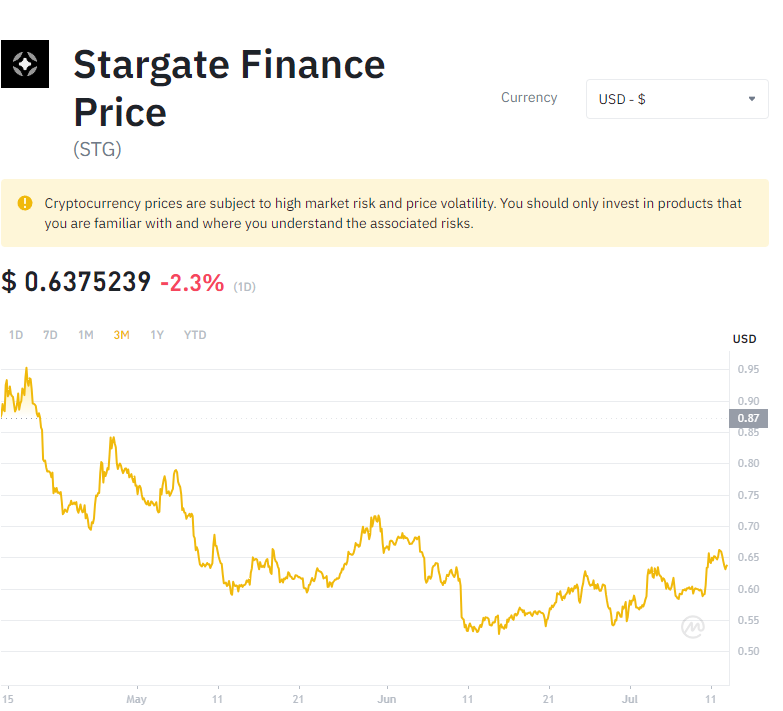 Stargate Finance
Price
(STG)
Currency
USD - $
Cryptocurrency prices are subject to high market risk and price volatility. You should only invest in products that
you are familiar with and where you understand the associated risks.
$ 0.6375239 -2.3% (1D)
1D 7D 1M 3M 1Y YTD
USD
0.95
0.90
0.87
0.85
0.80
0.75
0.70
0.65
0.60
0.55
0.50
15 May 11 21 Jun 11 21 Jul 11